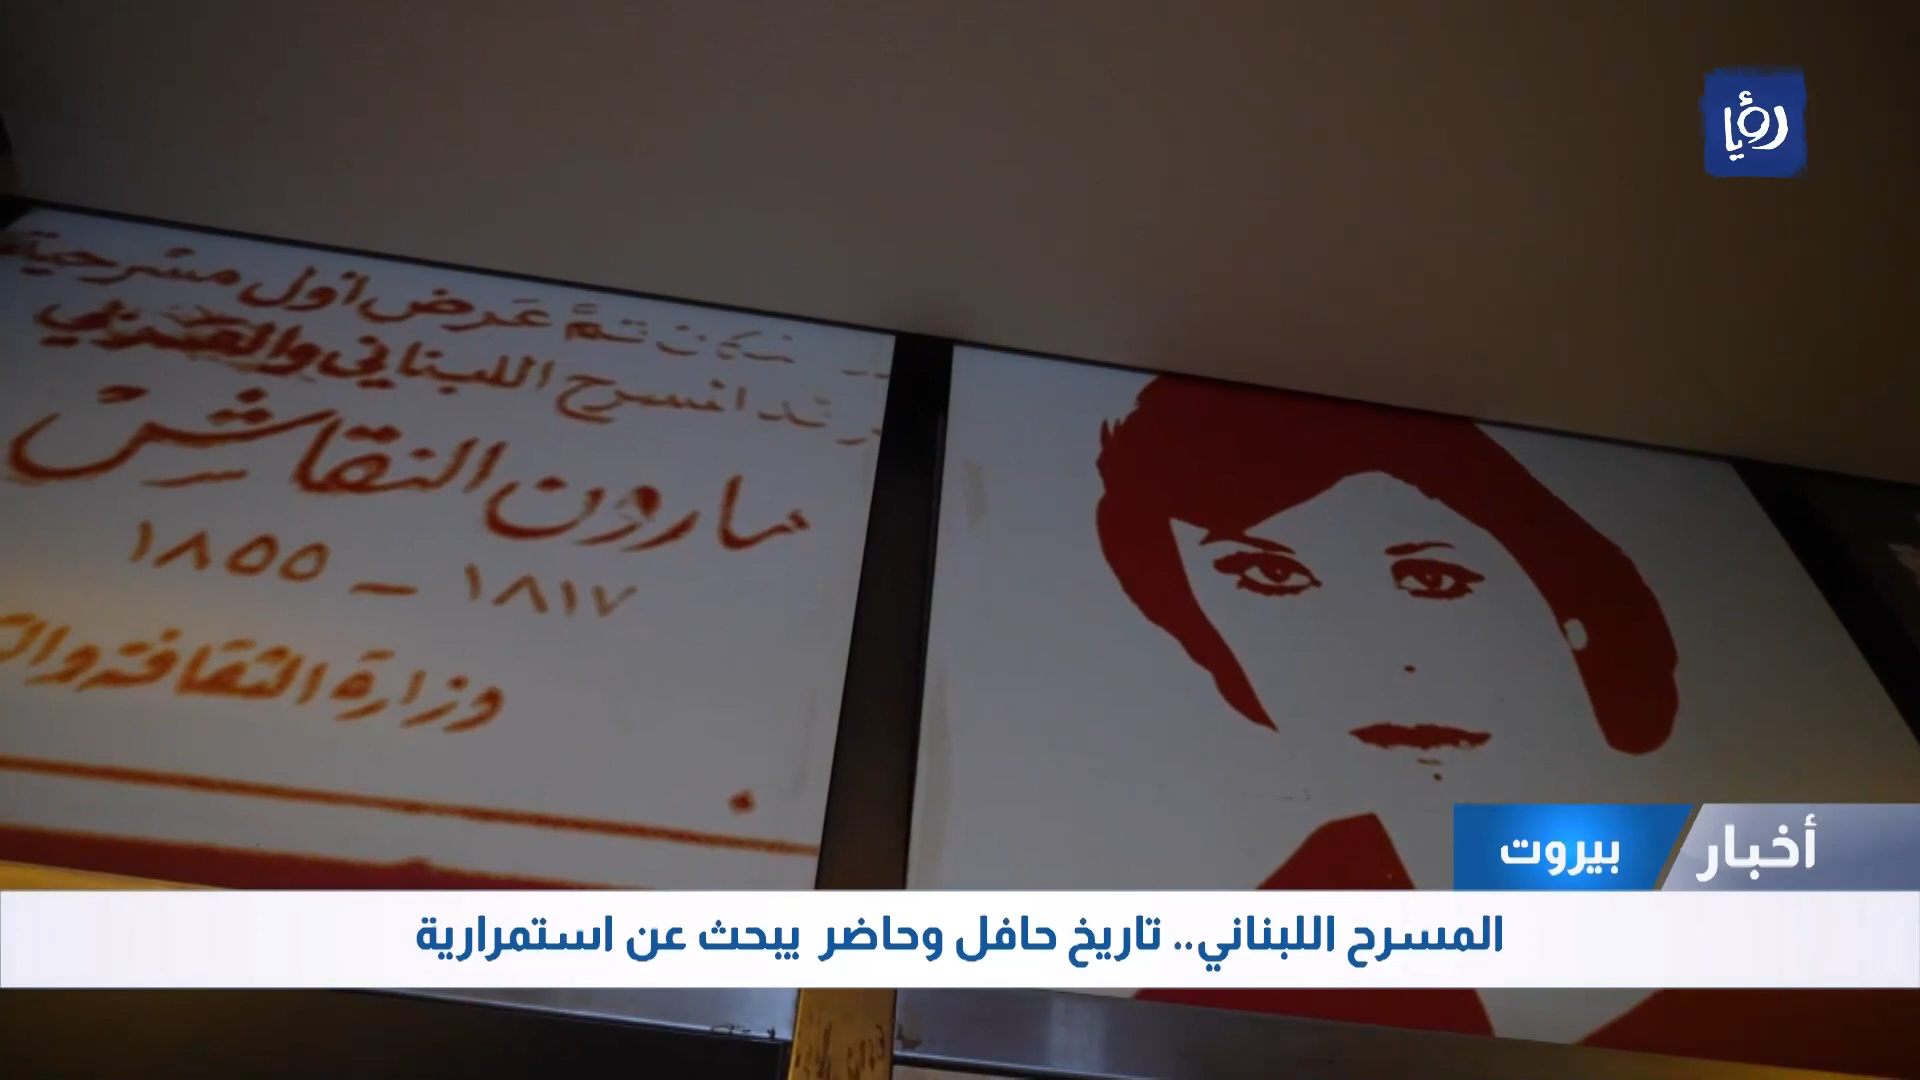 رؤيا
تمَّ عَرض أول مسرحية
المسرح اللبناني والعربي
مارون النقاش
١٨١٧ - ١٨٥٥
وزارة الثقافة
أخبار
بيروت
المسرح اللبناني.. تاريخ حافل وحاضر يبحث عن استمرارية